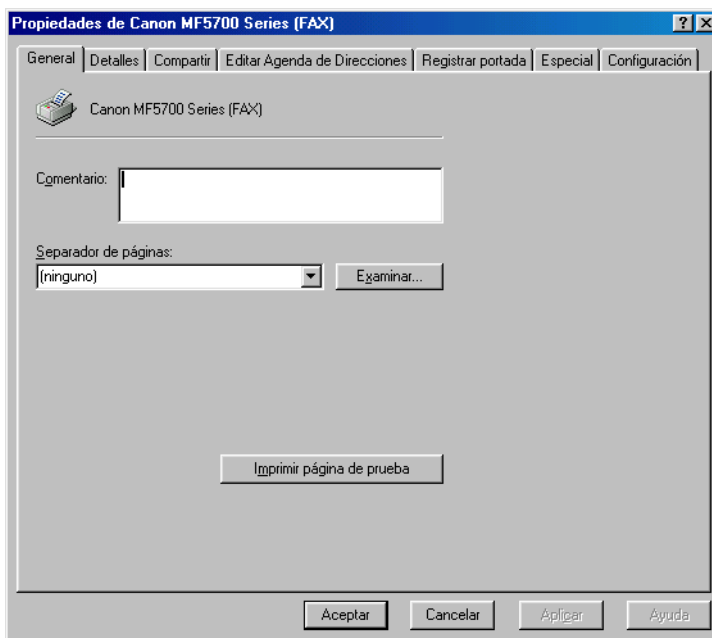 Propiedades de Canon MF5700 Series (FAX)
General Detalles Compartir Editar Agenda de Direcciones Registrar portada Especial Configuración
Canon MF5700 Series (FAX)
Comentario:
Separador de páginas:
(ninguno) Examinar...
Imprimir página de prueba
Aceptar Cancelar Aplicar Ayuda